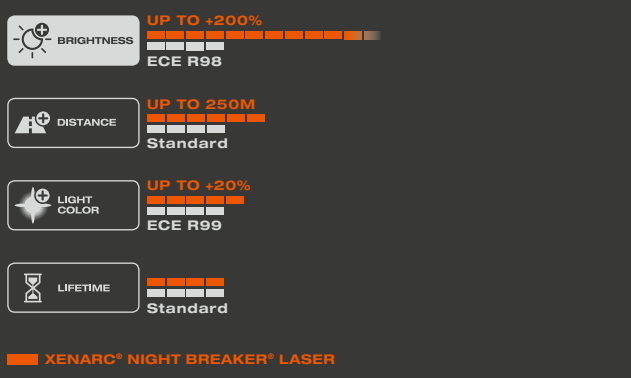 UP TO +200%
BRIGHTNESS
ECE R98
UP TO 250M
DISTANCE
Standard
UP TO +20%
LIGHT
COLOR
ECE R99
LIFETIME
Standard
XENARC® NIGHT BREAKER® LASER